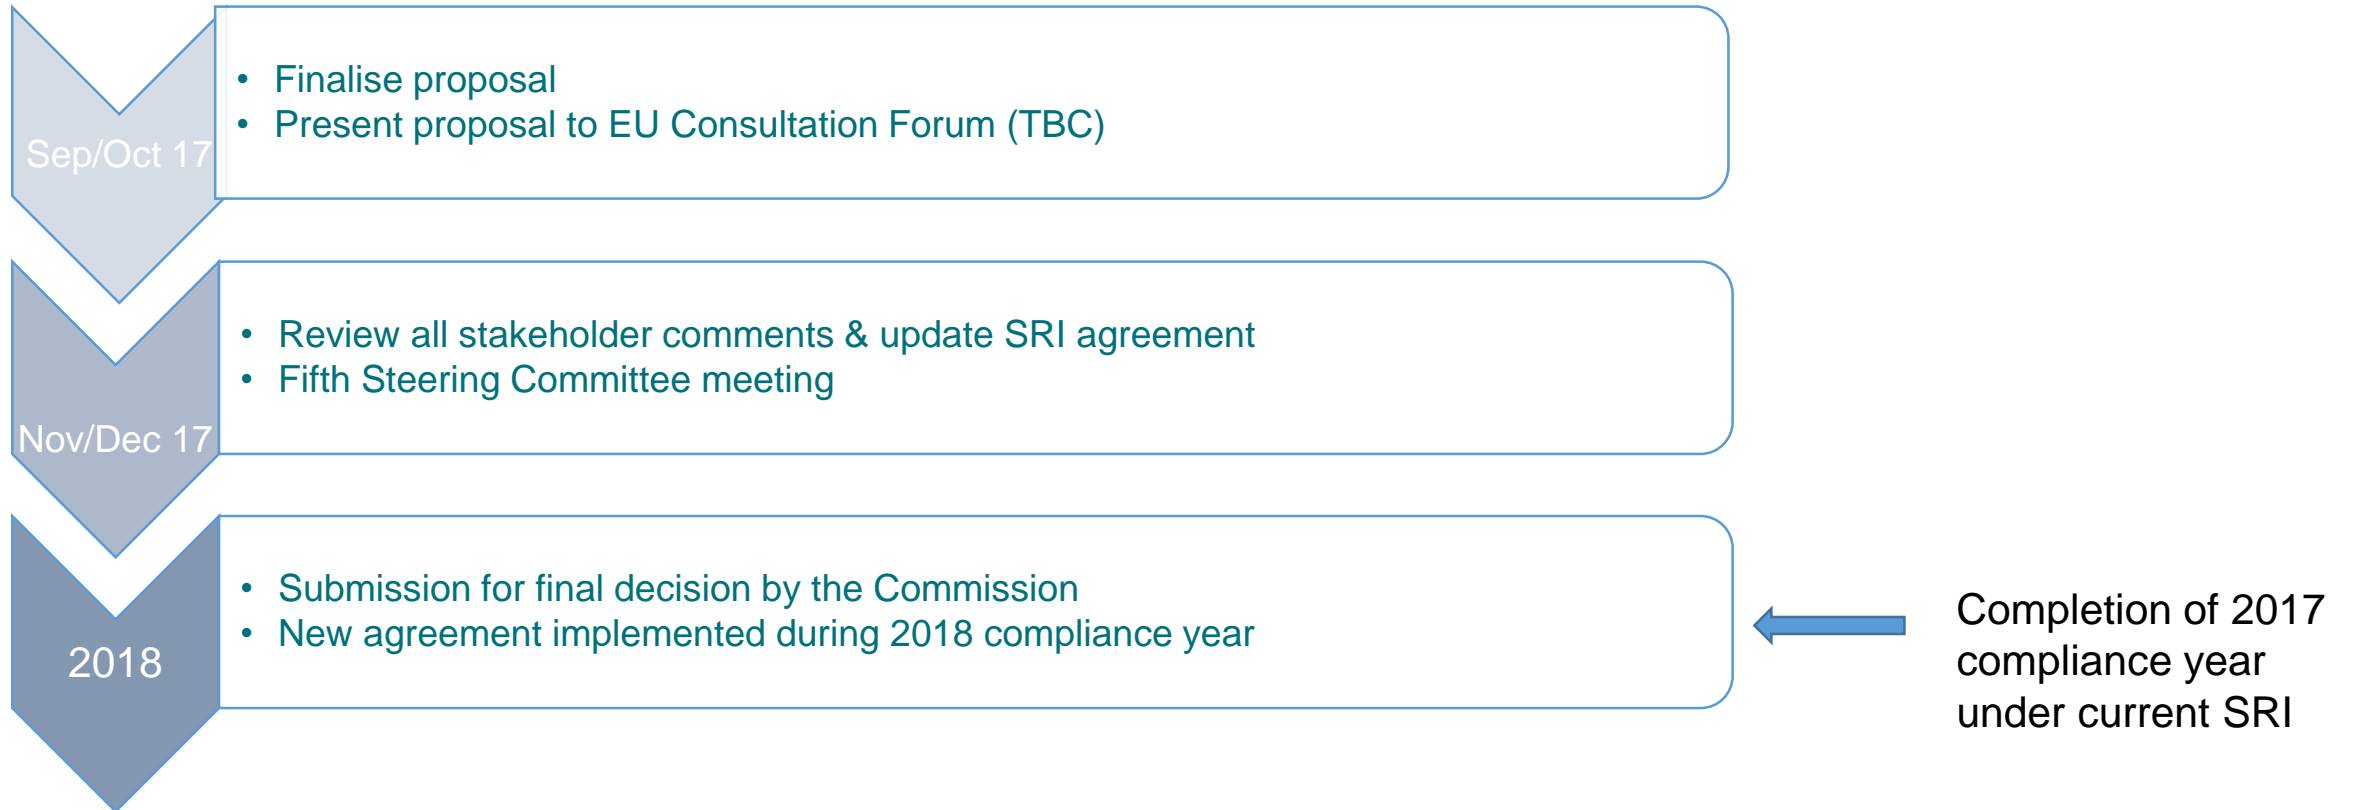 Sep/Oct 17
• Finalise proposal
• Present proposal to EU Consultation Forum (TBC)
Nov/Dec 17
• Review all stakeholder comments & update SRI agreement
• Fifth Steering Committee meeting
2018
• Submission for final decision by the Commission
• New agreement implemented during 2018 compliance year
Completion of 2017
compliance year
under current SRI